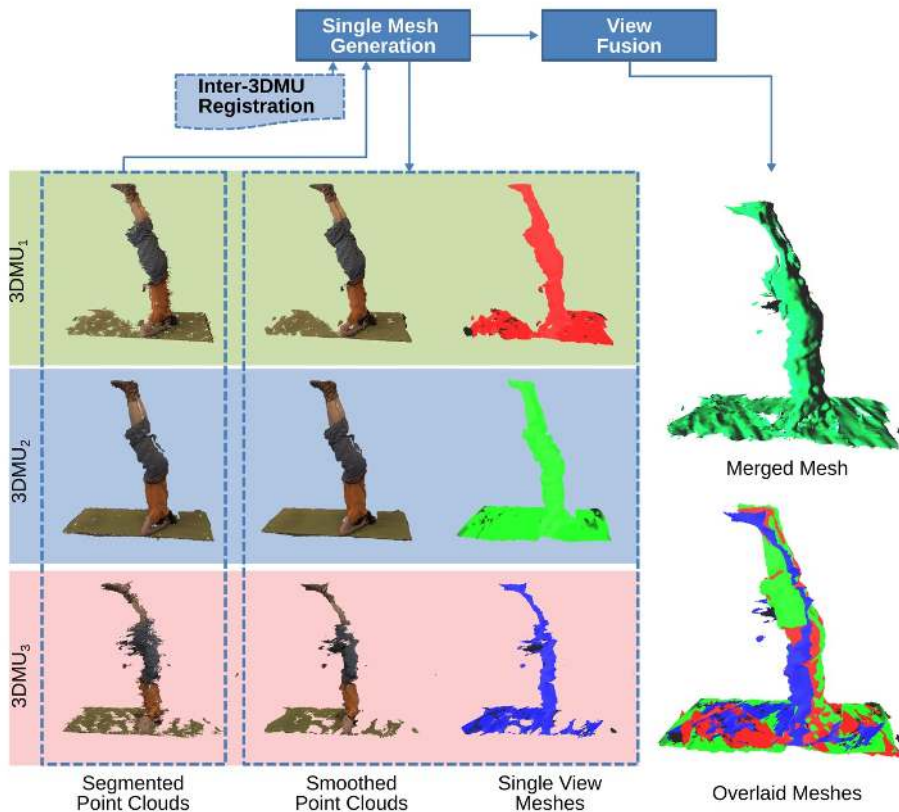 Single Mesh
Generation
View
Fusion
Inter-3DMU
Registration
3DMU1
3DMU2
3DMU3
Merged Mesh
Segmented
Point Clouds
Smoothed
Point Clouds
Single View
Meshes
Overlaid Meshes